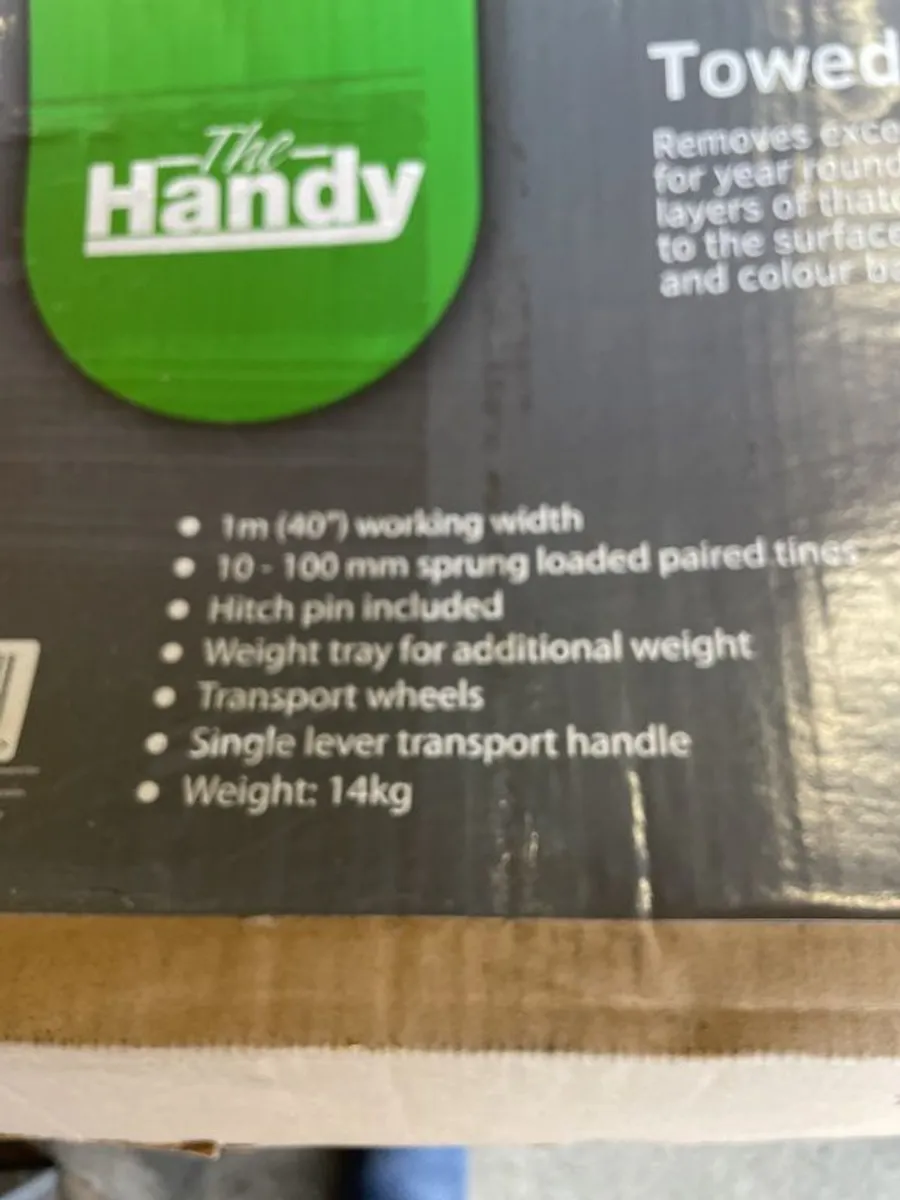 The
Handy
Towed
Removes exce
for year round
layers of thatc
to the surface
and colour ba
• 1m (40") working width
• 10 - 100 mm sprung loaded paired tines
• Hitch pin included
• Weight tray for additional weight
• Transport wheels
• Single lever transport handle
• Weight: 14kg